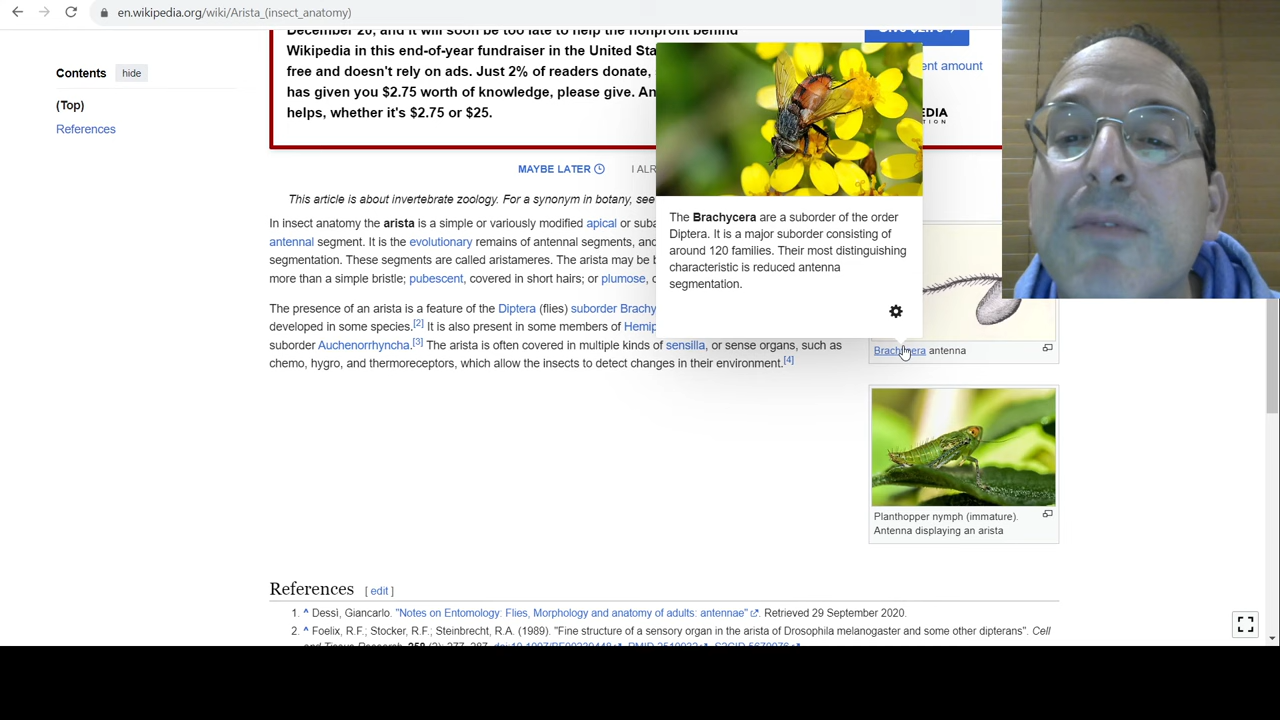 en.wikipedia.org/wiki/Arista_(insect_anatomy)
Contents hide
(Top)
References
December 20, and it will soon be too late to help the nonprofit behind
Wikipedia in this end-of-year fundraiser in the United Sta
free and doesn't rely on ads. Just 2% of readers donate,
has given you $2.75 worth of knowledge, please give. An
helps, whether it's $2.75 or $25.
MAYBE LATER
I ALR
This article is about invertebrate zoology. For a synonym in botany, see
In insect anatomy the arista is a simple or variously modified apical or suba
antennal segment. It is the evolutionary remains of antennal segments, and
segmentation. These segments are called aristameres. The arista may be b
more than a simple bristle; pubescent, covered in short hairs; or plumose, c
The presence of an arista is a feature of the Diptera (flies) suborder Brachy
developed in some species.[2] It is also present in some members of Hemip
suborder Auchenorrhyncha.[3] The arista is often covered in multiple kinds of sensilla, or sense organs, such as
chemo, hygro, and thermoreceptors, which allow the insects to detect changes in their environment.[4]
The Brachycera are a suborder of the order
Diptera. It is a major suborder consisting of
around 120 families. Their most distinguishing
characteristic is reduced antenna
segmentation.
ent amount
Brachycera antenna
Planthopper nymph (immature).
Antenna displaying an arista
References [ edit ]
1. ^ Dessì, Giancarlo. "Notes on Entomology: Flies, Morphology and anatomy of adults: antennae". Retrieved 29 September 2020.
2. ^ Foelix, R.F.; Stocker, R.F.; Steinbrecht, R.A. (1989). "Fine structure of a sensory organ in the arista of Drosophila melanogaster and some other dipterans". Cell